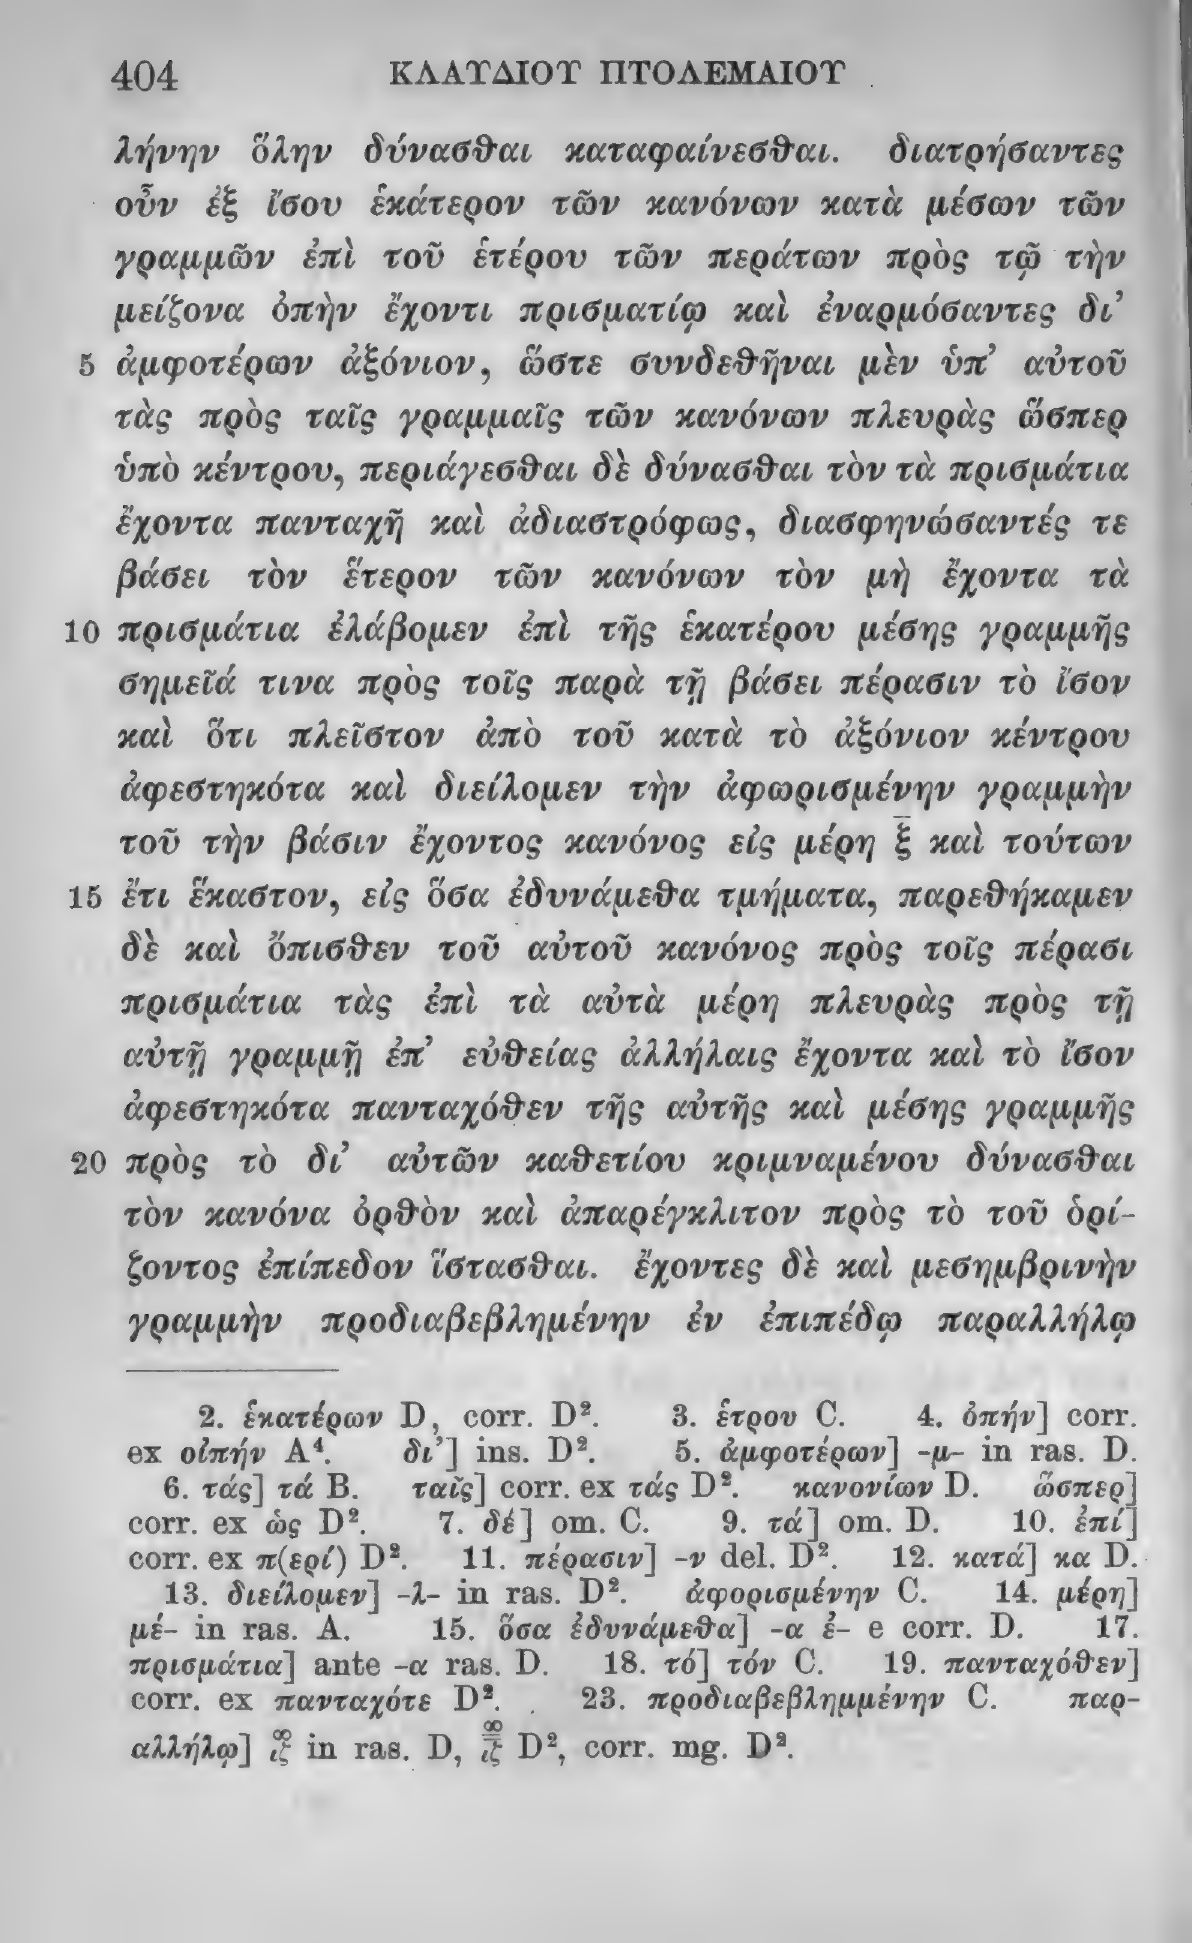 404 ΚΛΑΥΔΙΟΥ ΠΤΟΛΕΜΑΙΟΥ
λήνην ὅλην δύνασθαι καταφαίνεσθαι. διατρήσαντες
οὖν ἐξ ἴσου ἑκάτερον τῶν κανόνων κατὰ μέσων τῶν
γραμμῶν ἐπὶ τοῦ ἑτέρου τῶν περάτων πρὸς τῷ τὴν
μείζονα ὀπὴν ἔχοντι πρισματίῳ καὶ ἐναρμόσαντες δι’
5 ἀμφοτέρων ἀξόνιον, ὥστε συνδεθῆναι μὲν ὑπ’ αὐτοῦ
τὰς πρὸς ταῖς γραμμαῖς τῶν κανόνων πλευρὰς ὥσπερ
ὑπὸ κέντρου, περιάγεσθαι δὲ δύνασθαι τὸν τὰ πρισμάτια
ἔχοντα πανταχῇ καὶ ἀδιαστρόφως, διασφηνώσαντές τε
βάσει τὸν ἕτερον τῶν κανόνων τὸν μὴ ἔχοντα τὰ
10 πρισμάτια ἐλάβομεν ἐπὶ τῆς ἑκατέρου μέσης γραμμῆς
σημεῖά τινα πρὸς τοῖς παρὰ τῇ βάσει πέρασιν τὸ ἴσον
καὶ ὅτι πλεῖστον ἀπὸ τοῦ κατὰ τὸ ἀξόνιον κέντρου
ἀφεστηκότα καὶ διείλομεν τὴν ἀφωρισμένην γραμμὴν
τοῦ τὴν βάσιν ἔχοντος κανόνος εἰς μέρη ξ̅ καὶ τούτων
15 ἔτι ἕκαστον, εἰς ὅσα ἐδυνάμεθα τμήματα, παρεθήκαμεν
δὲ καὶ ὄπισθεν τοῦ αὐτοῦ κανόνος πρὸς τοῖς πέρασι
πρισμάτια τὰς ἐπὶ τὰ αὐτὰ μέρη πλευρὰς πρὸς τῇ
αὐτῇ γραμμῇ ἐπ’ εὐθείας ἀλλήλαις ἔχοντα καὶ τὸ ἴσον
ἀφεστηκότα πανταχόθεν τῆς αὐτῆς καὶ μέσης γραμμῆς
20 πρὸς τὸ δι’ αὐτῶν καθετίου κριμναμένου δύνασθαι
τὸν κανόνα ὀρθὸν καὶ ἀπαρέγκλιτον πρὸς τὸ τοῦ ὁρί-
ζοντος ἐπίπεδον ἵστασθαι. ἔχοντες δὲ καὶ μεσημβρινὴν
γραμμὴν προδιαβεβλημένην ἐν ἐπιπέδῳ παραλλήλῳ
2. ἑκατέρων D, corr. D². 3. ἑτρου C. 4. ὀπήν] corr.
ex οἰπήν A⁴. δι’] ins. D². 5. ἀμφοτέρων] -μ- in ras. D.
6. τάς] τά B. ταῖς] corr. ex τάς D². κανονίων D. ὥσπερ]
corr. ex ὡς D². 7. δέ] om. C. 9. τά] om. D. 10. ἐπί]
corr. ex π(ερί) D². 11. πέρασιν] -ν del. D². 12. κατά] κα D.
13. διείλομεν] -λ- in ras. D². ἀφορισμένην C. 14. μέρη]
μέ- in ras. A. 15. ὅσα ἐδυνάμεθα] -α ἐ- e corr. D. 17.
πρισμάτια] ante -α ras. D. 18. τό] τόν C. 19. πανταχόθεν]
corr. ex πανταχότε D². 23. προδιαβεβλημμένην C. παρ-
αλλήλῳ] in ras. D, D², corr. mg. D².